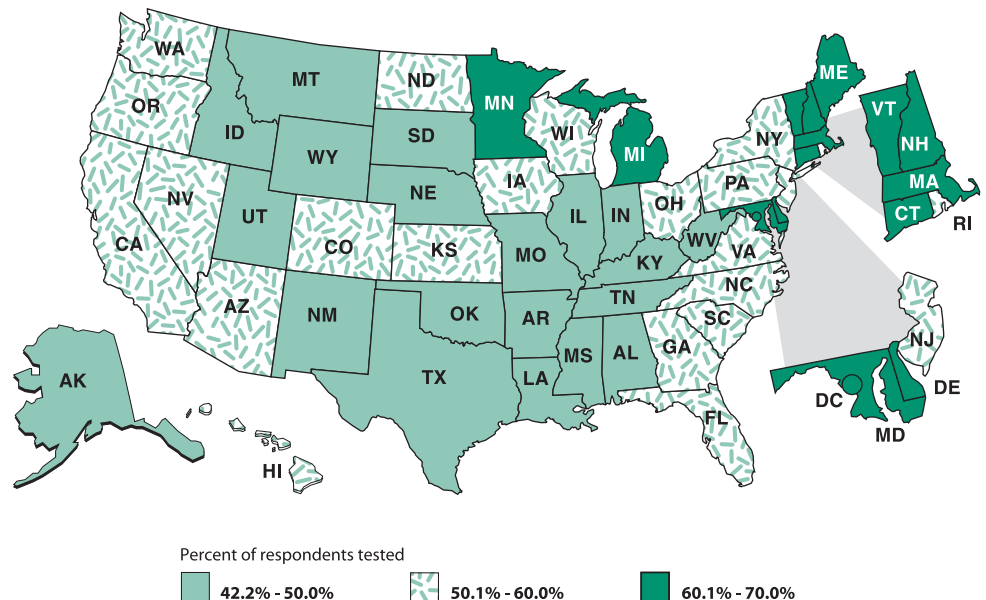 WA
MT
ND
MN
ME
VT
OR
ID
SD
WI
NY
NH
MI
WY
MA
IA
PA
CT
RI
NV
NE
UT
IL
IN
OH
CA
CO
KS
MO
WV
VA
KY
NC
AZ
NM
OK
TN
AR
SC
NJ
MS
AL
GA
AK
TX
LA
DE
DC
FL
MD
HI
Percent of respondents tested
42.2% - 50.0%
50.1% - 60.0%
60.1% - 70.0%